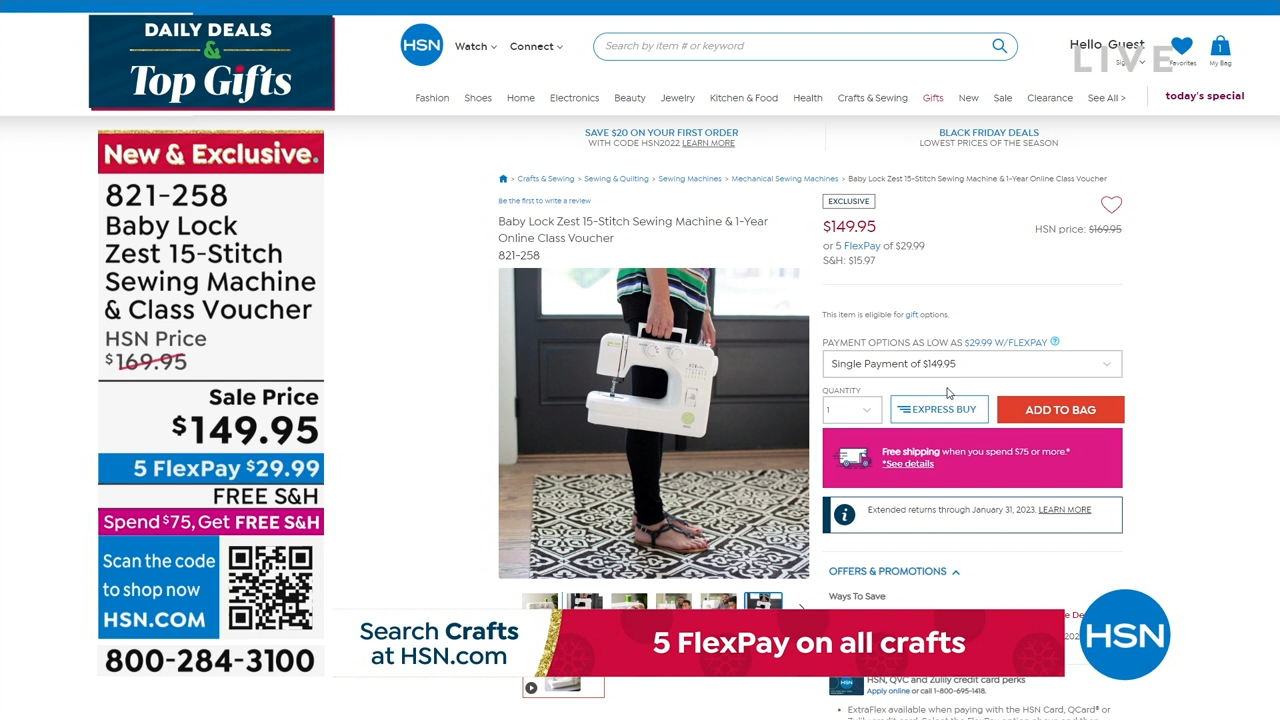 DAILY DEALS
&
Top Gifts
HSN
Watch
Connect
Search by item # or keyword
Hello, Guest
LIVE
Favorites
1
My Bag
Fashion
Shoes
Home
Electronics
Beauty
Jewelry
Kitchen & Food
Health
Crafts & Sewing
Gifts
New
Sale
Clearance
See All >
today's special
SAVE $20 ON YOUR FIRST ORDER
WITH CODE HSN2022 LEARN MORE
BLACK FRIDAY DEALS
LOWEST PRICES OF THE SEASON
New & Exclusive.
821-258
Baby Lock
Zest 15-Stitch
Sewing Machine
& Class Voucher
HSN Price
$169.95
Sale Price
$149.95
5 FlexPay $29.99
FREE S&H
Spend $75, Get FREE S&H
Scan the code
to shop now
HSN.COM
800-284-3100
> Crafts & Sewing > Sewing & Quilting > Sewing Machines > Mechanical Sewing Machines > Baby Lock Zest 15-Stitch Sewing Machine & 1-Year Online Class Voucher
Be the first to write a review
Baby Lock Zest 15-Stitch Sewing Machine & 1-Year
Online Class Voucher
821-258
EXCLUSIVE
$149.95
HSN price: $169.95
or 5 FlexPay of $29.99
S&H: $15.97
This item is eligible for gift options.
PAYMENT OPTIONS AS LOW AS $29.99 W/FLEXPAY
Single Payment of $149.95
QUANTITY
1
EXPRESS BUY
ADD TO BAG
Free shipping when you spend $75 or more.*
*See details
Extended returns through January 31, 2023. LEARN MORE
OFFERS & PROMOTIONS
Ways To Save
Search Crafts
at HSN.com
5 FlexPay on all crafts
HSN
HSN, QVC and Zulily credit card perks
Apply online or call 1-800-695-1418.
• ExtraFlex available when paying with the HSN Card, QCard® or